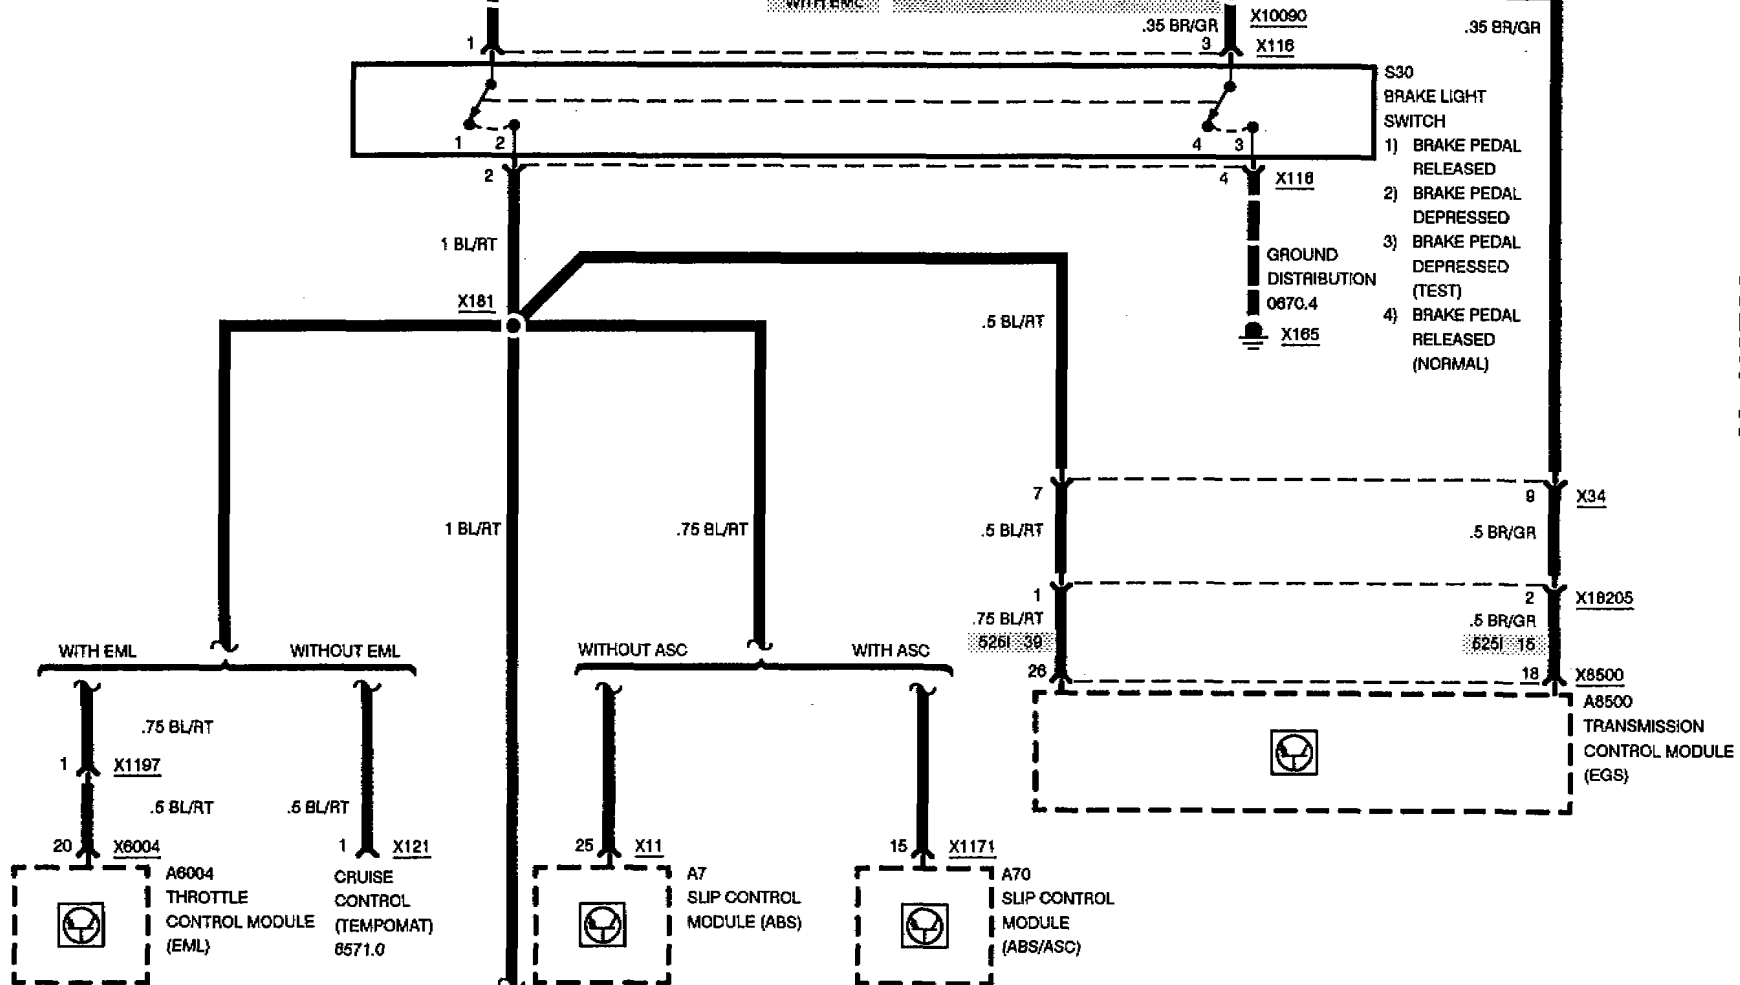 WITH EML
.35 BR/GR
X10090
.35 BR/GR
1
3
X116
S30
BRAKE LIGHT
SWITCH
1) BRAKE PEDAL
RELEASED
2) BRAKE PEDAL
DEPRESSED
3) BRAKE PEDAL
DEPRESSED
(TEST)
4) BRAKE PEDAL
RELEASED
(NORMAL)
1 2
4 3
2
4
X116
1 BL/RT
GROUND
DISTRIBUTION
0670.4
X165
X181
.5 BL/RT
7
9
X34
1 BL/RT
.75 BL/RT
.5 BL/RT
.5 BR/GR
1
2
X18205
.75 BL/RT
525I 39
.5 BR/GR
525I 15
26
18
X8500
A8500
TRANSMISSION
CONTROL MODULE
(EGS)
WITH EML
WITHOUT EML
WITHOUT ASC
WITH ASC
.75 BL/RT
1
X1197
.5 BL/RT
.5 BL/RT
20
X6004
1
X121
25
X11
15
X1171
A6004
THROTTLE
CONTROL MODULE
(EML)
CRUISE
CONTROL
(TEMPOMAT)
6571.0
A7
SLIP CONTROL
MODULE (ABS)
A70
SLIP CONTROL
MODULE
(ABS/ASC)